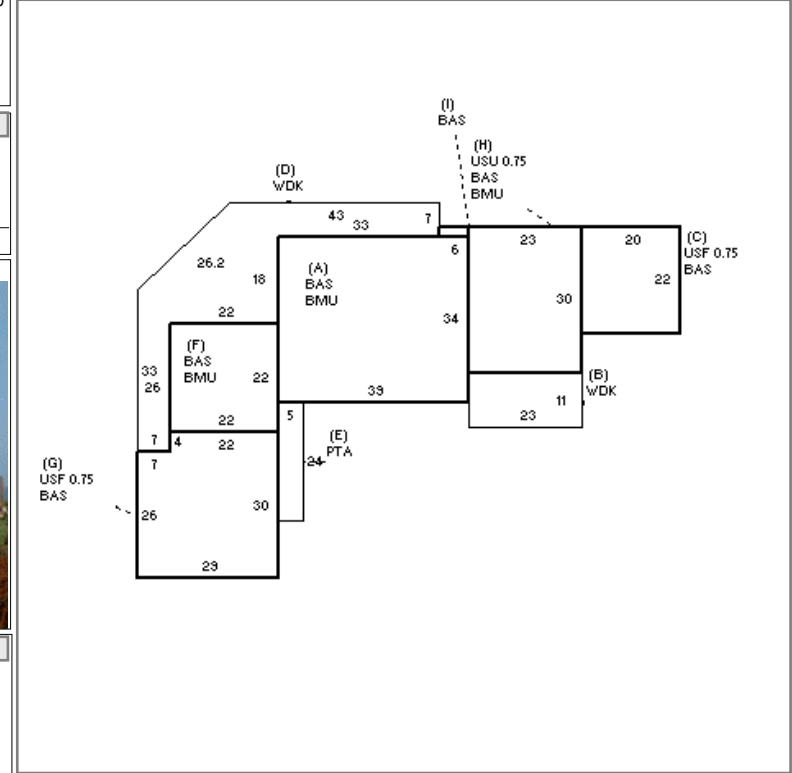 (I)
BAS
(H)
USU 0.75
BAS
BMU
(D)
WDK
43
33
7
6
23
20
(C)
USF 0.75
BAS
22
26.2
18
(A)
BAS
BMU
30
34
22
(F)
BAS
BMU
22
33
26
39
(B)
WDK
11
23
5
22
7
4
22
(E)
PTA
24
7
(G)
USF 0.75
BAS
26
30
29